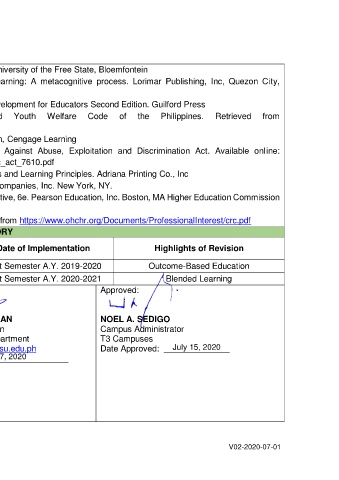 niversity of the Free State, Bloemfontein
earning: A metacognitive process. Lorimar Publishing, Inc, Quezon City,
velopment for Educators Second Edition. Guilford Press
d Youth Welfare Code of the Philippines. Retrieved from
n, Cengage Learning
Against Abuse, Exploitation and Discrimination Act. Available online:
c_act_7610.pdf
s and Learning Principles. Adriana Printing Co., Inc
ompanies, Inc. New York, NY.
tive, 6e. Pearson Education, Inc. Boston, MA Higher Education Commission
from https://www.ohchr.org/Documents/ProfessionalInterest/crc.pdf
ORY
Date of Implementation Highlights of Revision
t Semester A.Y. 2019-2020 Outcome-Based Education
t Semester A.Y. 2020-2021 Blended Learning
Approved:
AN NOEL A. SEDIGO
n Campus Administrator
artment T3 Campuses
su.edu.ph Date Approved: July 15, 2020
7, 2020
V02-2020-07-01